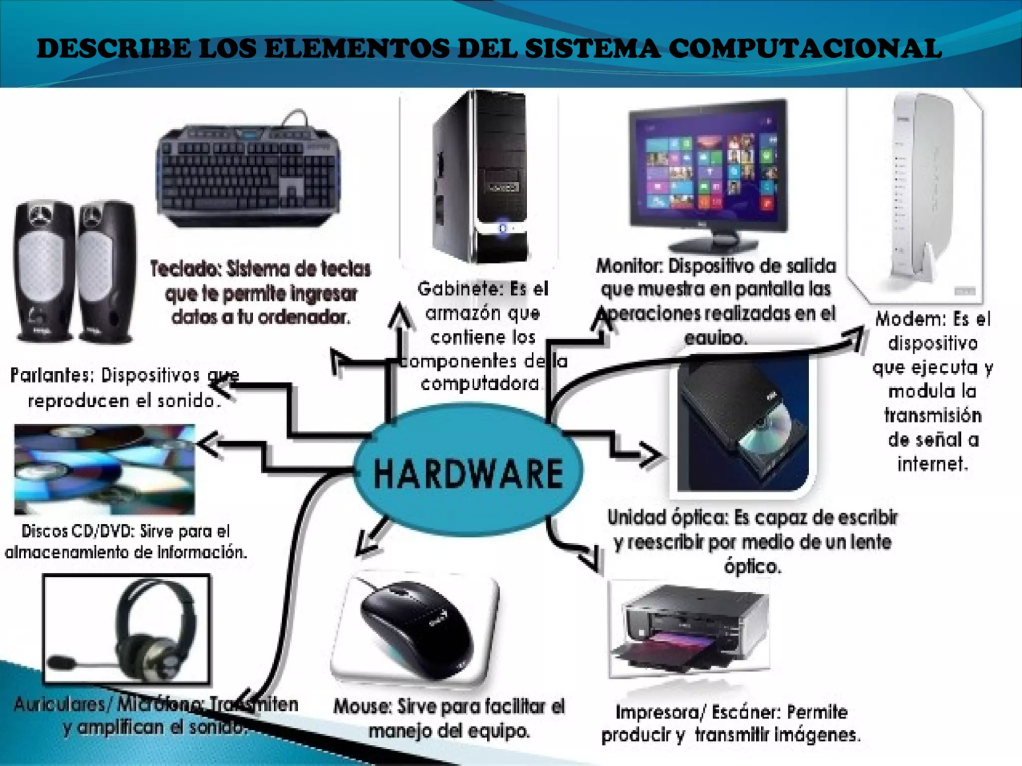 DESCRIBE LOS ELEMENTOS DEL SISTEMA COMPUTACIONAL
Teclado: Sistema de teclas
que te permite ingresar
datos a tu ordenador.
Gabinete: Es el
armazón que
contiene los
componentes de la
computadora
Monitor: Dispositivo de salida
que muestra en pantalla las
operaciones realizadas en el
equipo.
Modem: Es el
dispositivo
que ejecuta y
modula la
transmisión
de señal a
internet.
Parlantes: Dispositivos que
reproducen el sonido.
HARDWARE
Discos CD/DVD: Sirve para el
almacenamiento de información.
Unidad óptica: Es capaz de escribir
y reescribir por medio de un lente
óptico.
Auriculares/ Micrófono: Transmiten
y amplifican el sonido.
Mouse: Sirve para facilitar el
manejo del equipo.
Impresora/ Escáner: Permite
producir y transmitir imágenes.